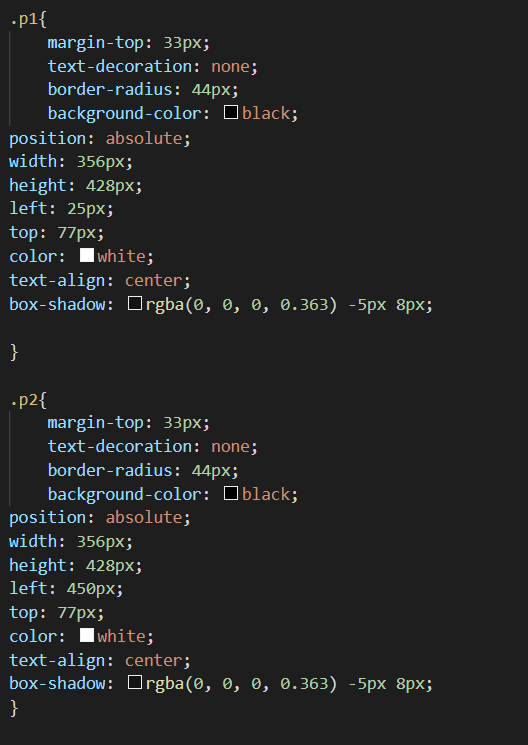 .p1{
    margin-top: 33px;
    text-decoration: none;
    border-radius: 44px;
    background-color: black;
position: absolute;
width: 356px;
height: 428px;
left: 25px;
top: 77px;
color: white;
text-align: center;
box-shadow: rgba(0, 0, 0, 0.363) -5px 8px;

}

.p2{
    margin-top: 33px;
    text-decoration: none;
    border-radius: 44px;
    background-color: black;
position: absolute;
width: 356px;
height: 428px;
left: 450px;
top: 77px;
color: white;
text-align: center;
box-shadow: rgba(0, 0, 0, 0.363) -5px 8px;
}